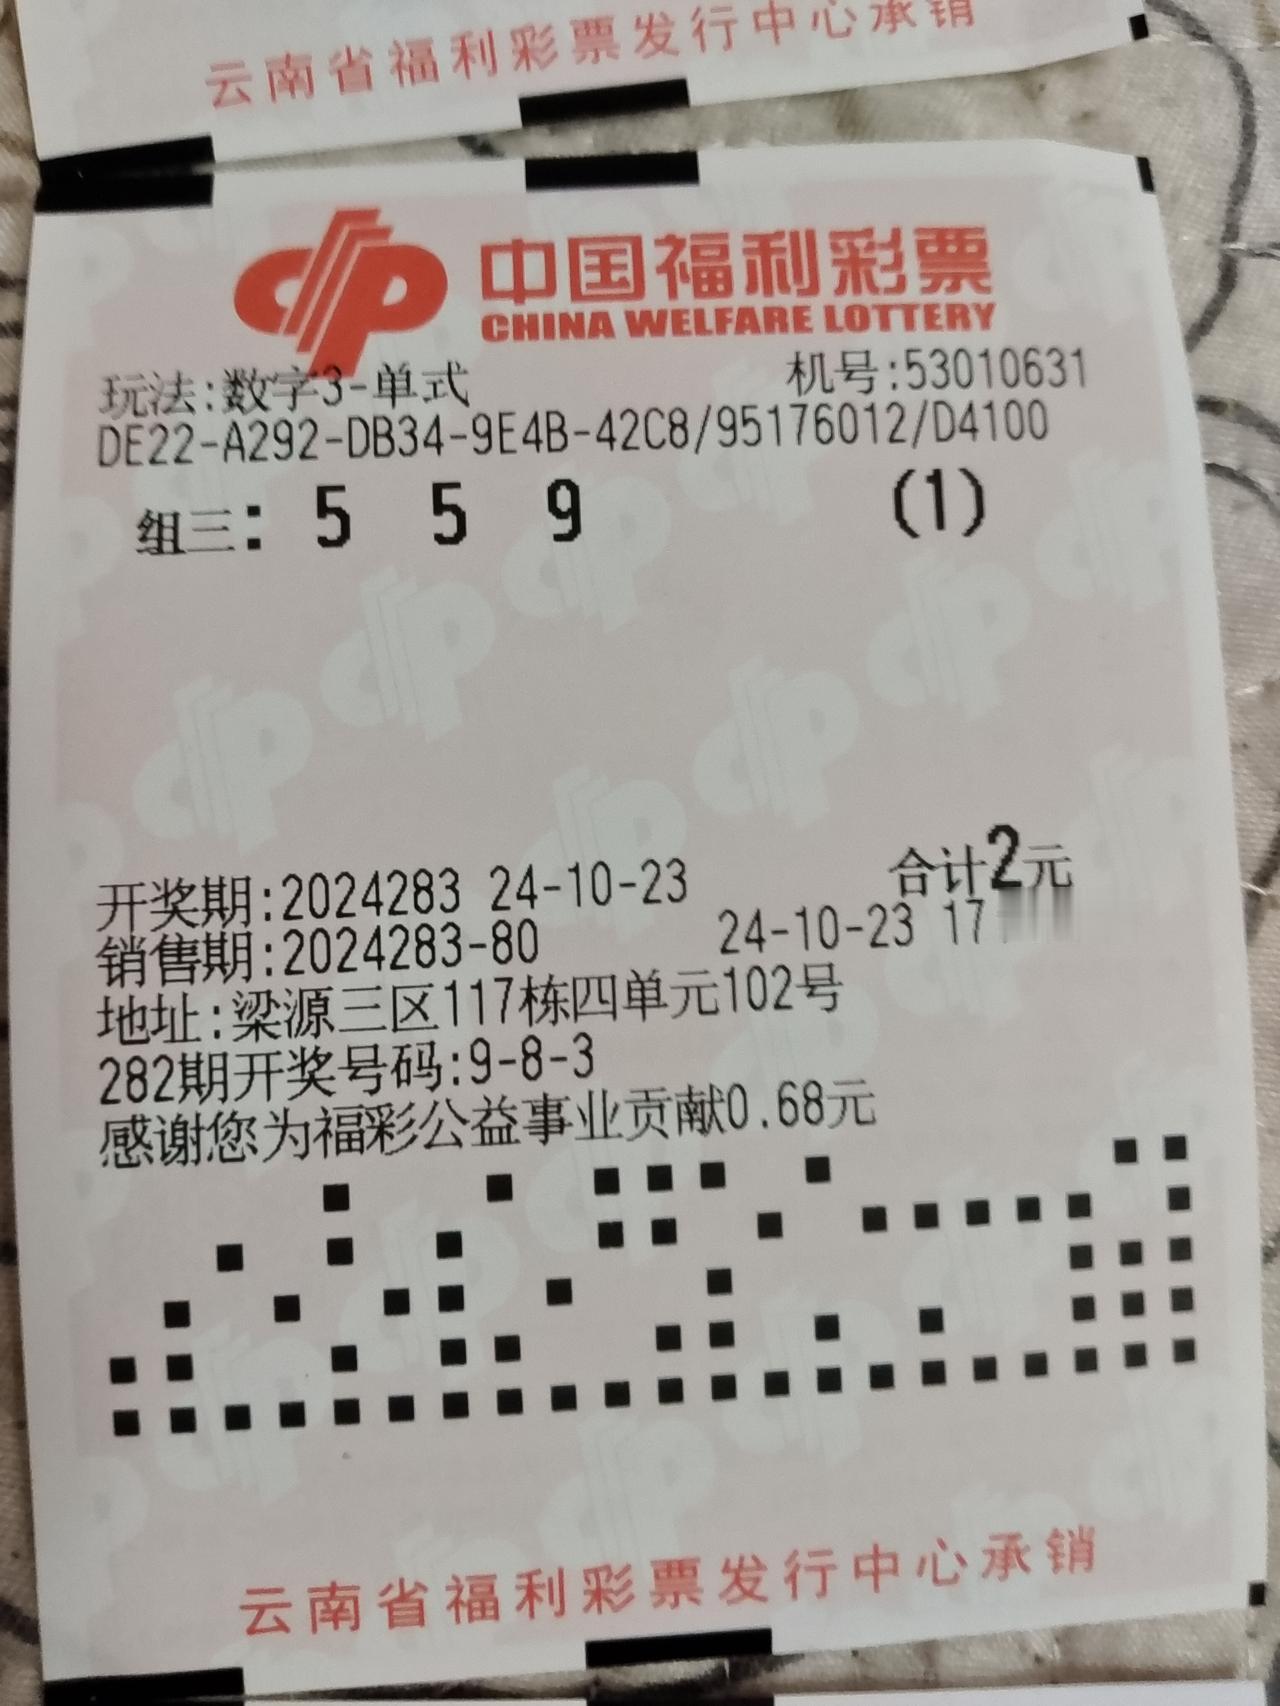 云南省福利彩票发行中心承销
中国福利彩票
CHINA WELFARE LOTTERY
玩法:数字3-单式 机号:53010631
DE22-A292-DB34-9E4B-42C8/95176012/D4100
组三: 5 5 9 (1)
开奖期:2024283 24-10-23 合计2元
销售期:2024283-80 24-10-23 17
地址:梁源三区117栋四单元102号
282期开奖号码:9-8-3
感谢您为福彩公益事业贡献0.68元
云南省福利彩票发行中心承销